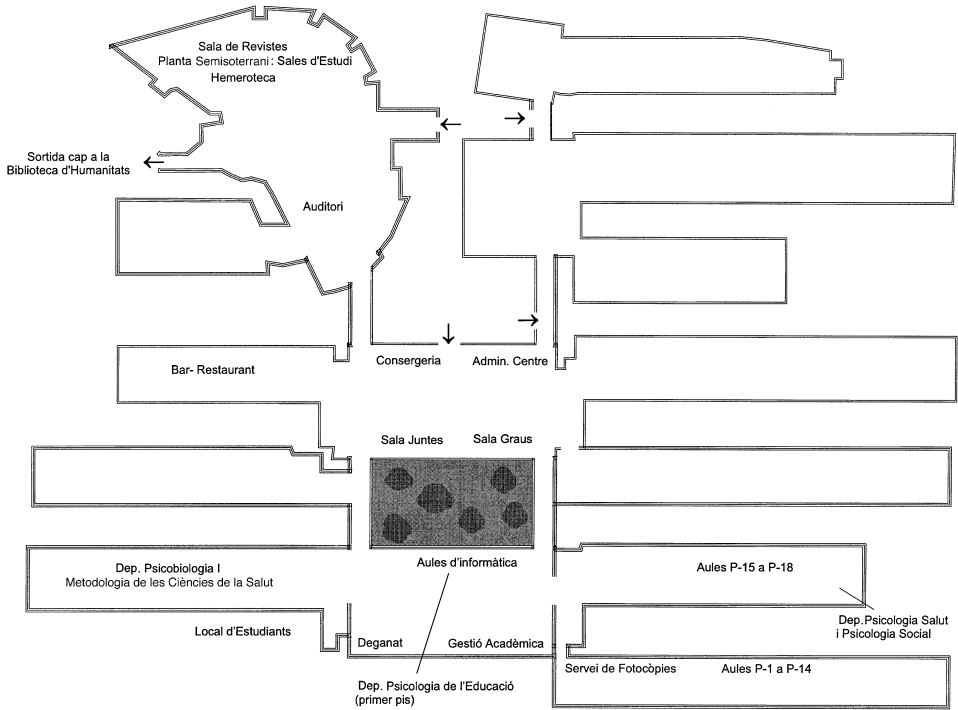 Sala de Revistes
Planta Semisoterrani: Sales d'Estudi
Hemeroteca
Sortida cap a la
Biblioteca d'Humanitats
Auditori
Consergeria
Admin. Centre
Bar- Restaurant
Sala Juntes
Sala Graus
Aules d'informàtica
Dep. Psicobiologia I
Metodologia de les Ciències de la Salut
Aules P-15 a P-18
Dep.Psicologia Salut
i Psicologia Social
Local d'Estudiants
Deganat
Gestió Acadèmica
Servei de Fotocòpies
Aules P-1 a P-14
Dep. Psicologia de l'Educació
(primer pis)